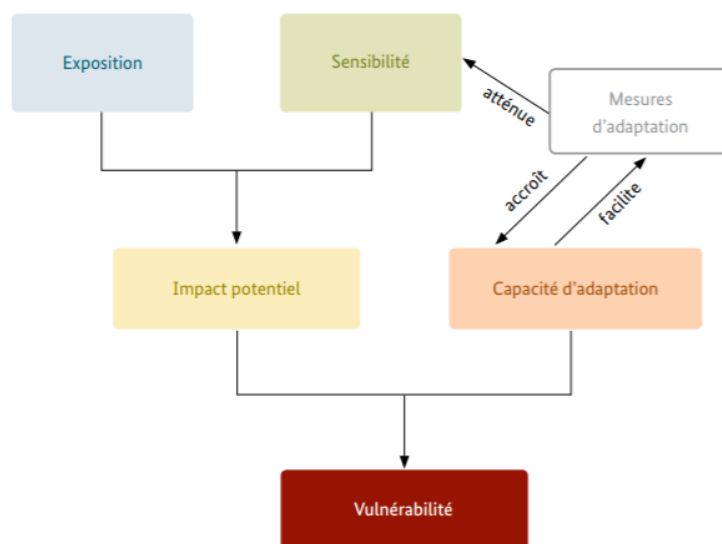 Exposition
Sensibilité
atténue
Mesures
d'adaptation
accroît
facilite
Impact potentiel
Capacité d'adaptation
Vulnérabilité